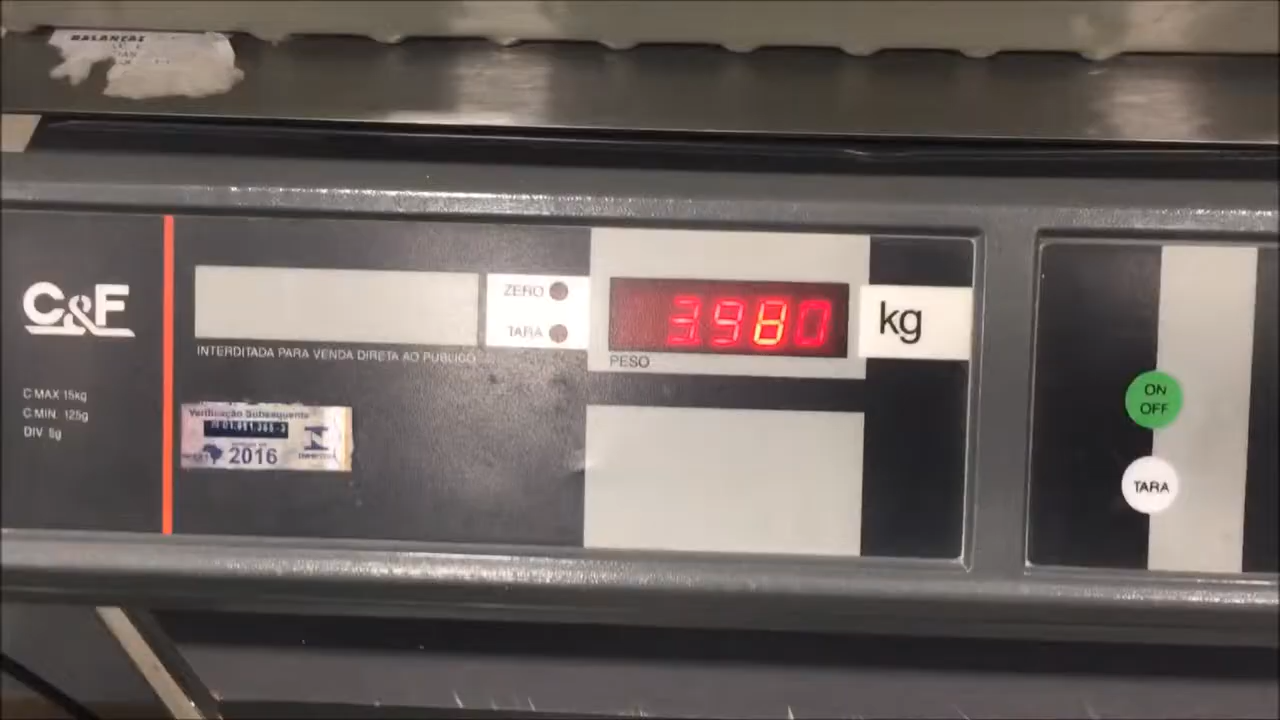 BALANÇAS
C&F
ZERO
TARA
3.980
kg
PESO
INTERDITADA PARA VENDA DIRETA AO PUBLICO
C MAX 15kg
C.MIN. 125g
DIV 5g
Verificação Subsequente
2016
ON
OFF
TARA